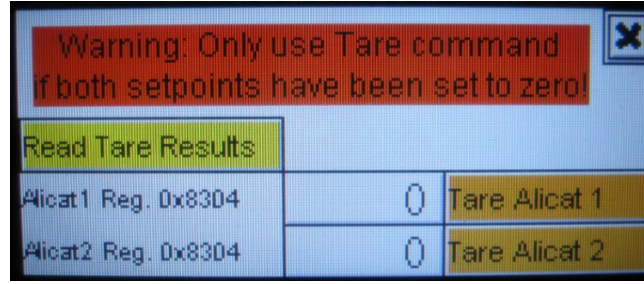 Warning: Only use Tare command
if both setpoints have been set to zero!
Read Tare Results
Alicat1 Reg. 0x8304 0 Tare Alicat 1
Alicat2 Reg. 0x8304 0 Tare Alicat 2